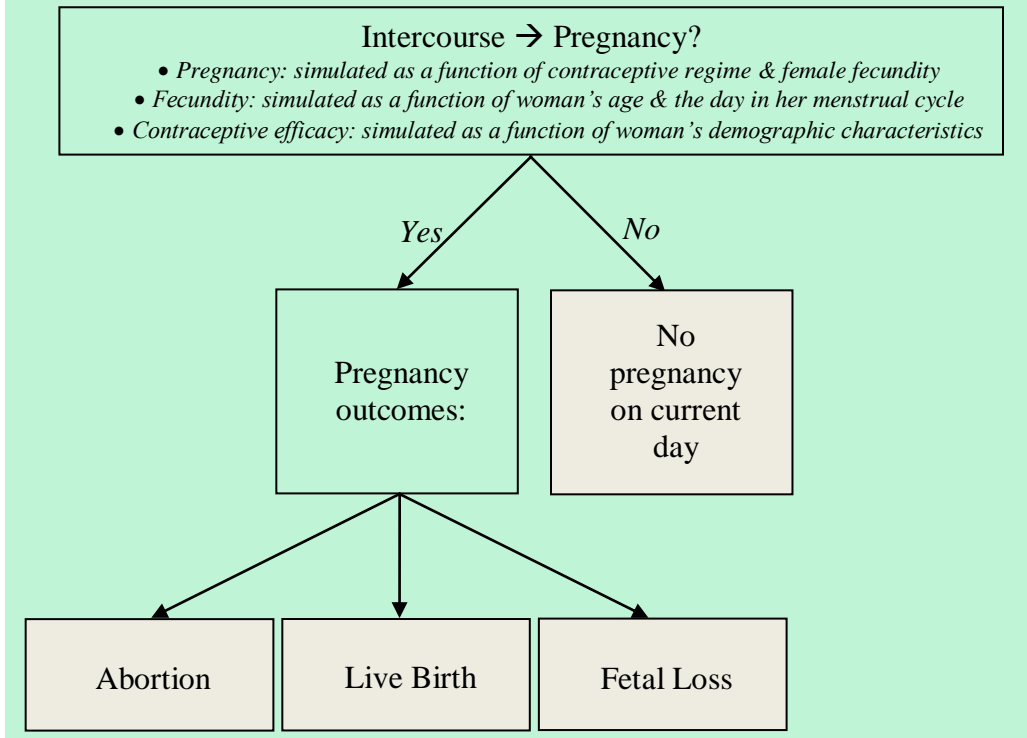 Intercourse → Pregnancy?
• Pregnancy: simulated as a function of contraceptive regime & female fecundity
• Fecundity: simulated as a function of woman's age & the day in her menstrual cycle
• Contraceptive efficacy: simulated as a function of woman's demographic characteristics
Yes
No
Pregnancy
outcomes:
No
pregnancy
on current
day
Abortion
Live Birth
Fetal Loss